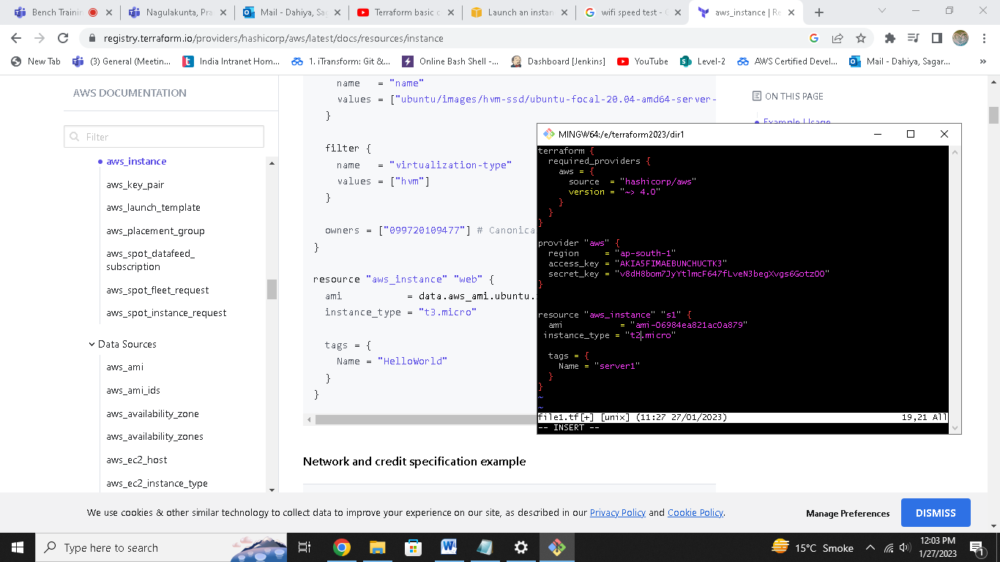 Bench Trainin
Nagulakunta, Pra
Mail - Dahiya, Sag
Terraform basic c
Launch an instan
wifi speed test -
aws_instance | Re
registry.terraform.io/providers/hashicorp/aws/latest/docs/resources/instance
New Tab
(3) General (Meetin...
India Intranet Hom...
1. iTransform: Git &...
Online Bash Shell -...
Dashboard [Jenkins]
YouTube
Level-2
AWS Certified Devel...
Mail - Dahiya, Sagar...
»
AWS DOCUMENTATION
Filter
aws_instance
aws_key_pair
aws_launch_template
aws_placement_group
aws_spot_datafeed_
subscription
aws_spot_fleet_request
aws_spot_instance_request
Data Sources
aws_ami
aws_ami_ids
aws_availability_zone
aws_availability_zones
aws_ec2_host
aws_ec2_instance_type
name   = "name"
values = ["ubuntu/images/hvm-ssd/ubuntu-focal-20.04-amd64-server-
}
filter {
name   = "virtualization-type"
values = ["hvm"]
}
owners = ["099720109477"] # Canonica
}
resource "aws_instance" "web" {
ami           = data.aws_ami.ubuntu.
instance_type = "t3.micro"
tags = {
Name = "HelloWorld"
}
}
Network and credit specification example
ON THIS PAGE
Example Usage
MINGW64:/e/terraform2023/dir1
terraform {
required_providers {
aws = {
source  = "hashicorp/aws"
version = "~> 4.0"
}
}
}
provider "aws" {
region     = "ap-south-1"
access_key = "AKIA5FIMAEBUNCHUCTK3"
secret_key =
}
resource "aws_instance" "s1" {
ami           = "ami-06984ea821ac0a879"
instance_type = "t2.micro"
tags = {
Name = "server1"
}
}
~
~
file1.tf[+] [unix] (11:27 27/01/2023) 19,21 All
-- INSERT --
We use cookies & other similar technology to collect data to improve your experience on our site, as described in our Privacy Policy and Cookie Policy.
Manage Preferences
DISMISS
Type here to search
15°C Smoke
12:03 PM
1/27/2023
1